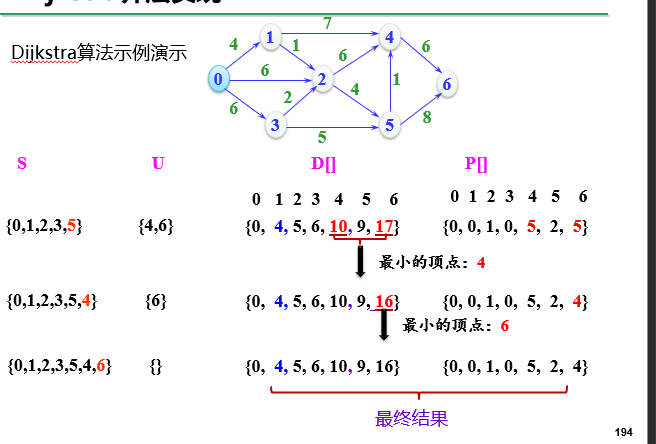 Dijkstra算法示例演示
7
4
1
6
0
6
1
2
6
4
4
1
6
6
2
3
5
5
8
S U D[] P[]
0 1 2 3 4 5 6 0 1 2 3 4 5 6
{0,1,2,3,5} {4,6} {0, 4, 5, 6, 10, 9, 17} {0, 0, 1, 0, 5, 2, 5}
最小的顶点：4
{0,1,2,3,5,4} {6} {0, 4, 5, 6, 10, 9, 16} {0, 0, 1, 0, 5, 2, 4}
最小的顶点：6
{0,1,2,3,5,4,6} {} {0, 4, 5, 6, 10, 9, 16} {0, 0, 1, 0, 5, 2, 4}
最终结果
194